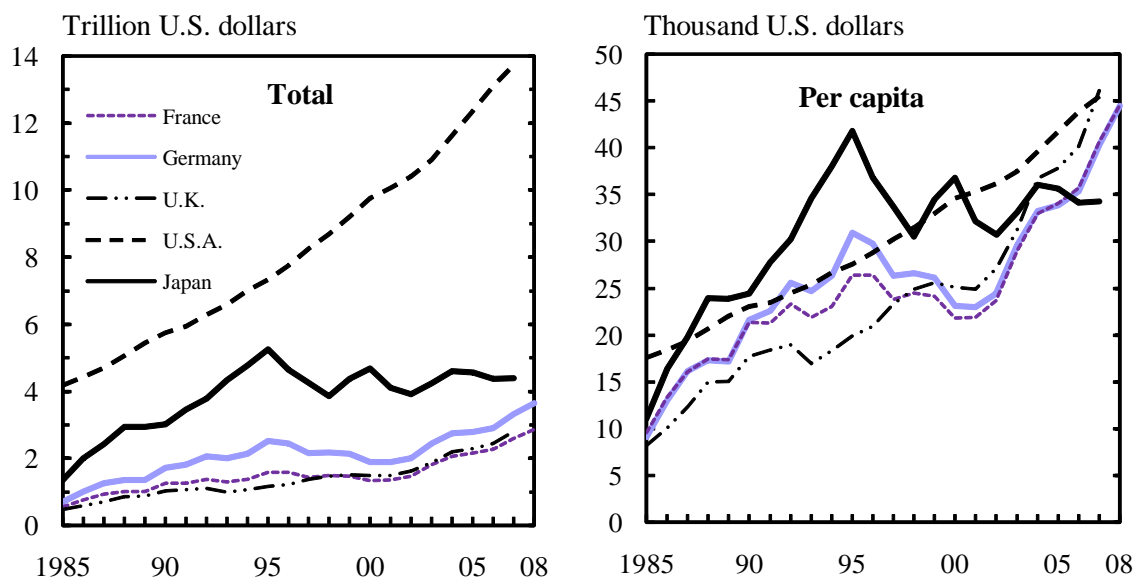 Trillion U.S. dollars
14
12
10
8
6
4
2
0
Total
France
Germany
U.K.
U.S.A.
Japan
1985 90 95 00 05 08
Thousand U.S. dollars
50
45
40
35
30
25
20
15
10
5
0
Per capita
1985 90 95 00 05 08